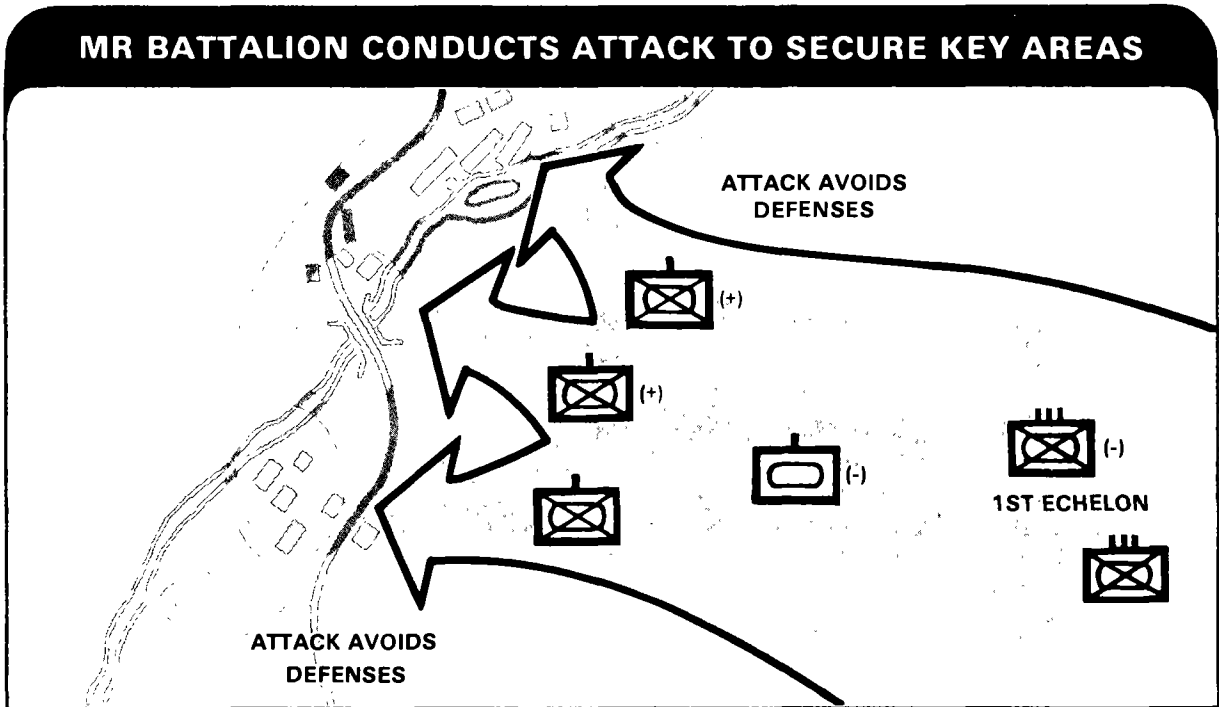 MR BATTALION CONDUCTS ATTACK TO SECURE KEY AREAS
ATTACK AVOIDS
DEFENSES
(+)
(+)
(-)
(-)
1ST ECHELON
ATTACK AVOIDS
DEFENSES